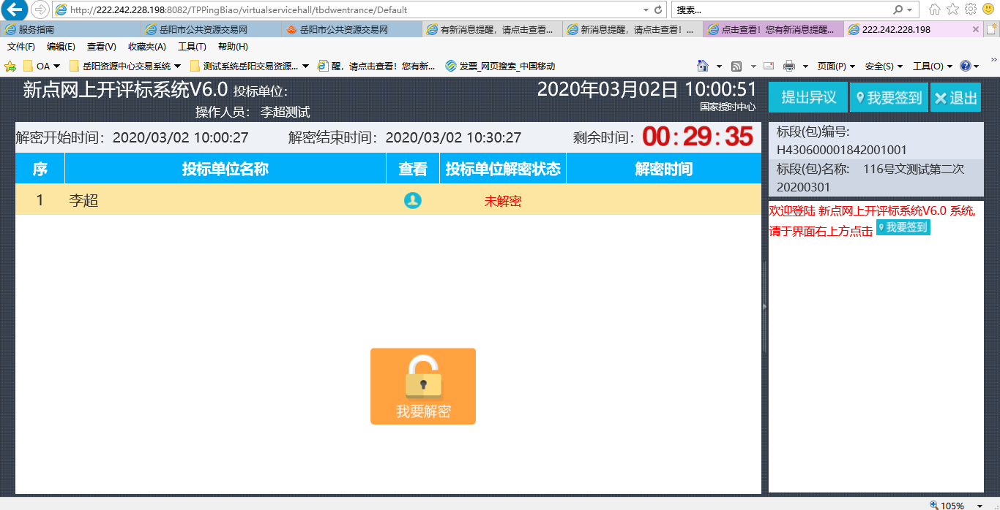 http://222.242.228.198:8082/TPPingBiao/virtualservicehall/tbdwentrance/Default
搜索...
服务指南
岳阳市公共资源交易网
岳阳市公共资源交易网
有新消息提醒，请点击查看...
新消息提醒，请点击查看！...
点击查看！您有新消息提醒...
222.242.228.198
文件(F) 编辑(E) 查看(V) 收藏夹(A) 工具(T) 帮助(H)
OA 岳阳资源中心交易系统 测试系统岳阳交易资源... 醒，请点击查看！您有新... 发票_网页搜索_中国移动 页面(P) 安全(S) 工具(O)
新点网上开评标系统V6.0 投标单位：
操作人员： 李超测试
2020年03月02日 10:00:51
国家授时中心
提出异议 我要签到 退出
解密开始时间：2020/03/02 10:00:27 解密结束时间：2020/03/02 10:30:27 剩余时间：00:29:35
序 投标单位名称 查看 投标单位解密状态 解密时间
1 李超 未解密
我要解密
标段(包)编号:
H430600001842001001
标段(包)名称: 116号文测试第二次
20200301
欢迎登陆 新点网上开评标系统V6.0 系统,
请于界面右上方点击 我要签到
105%